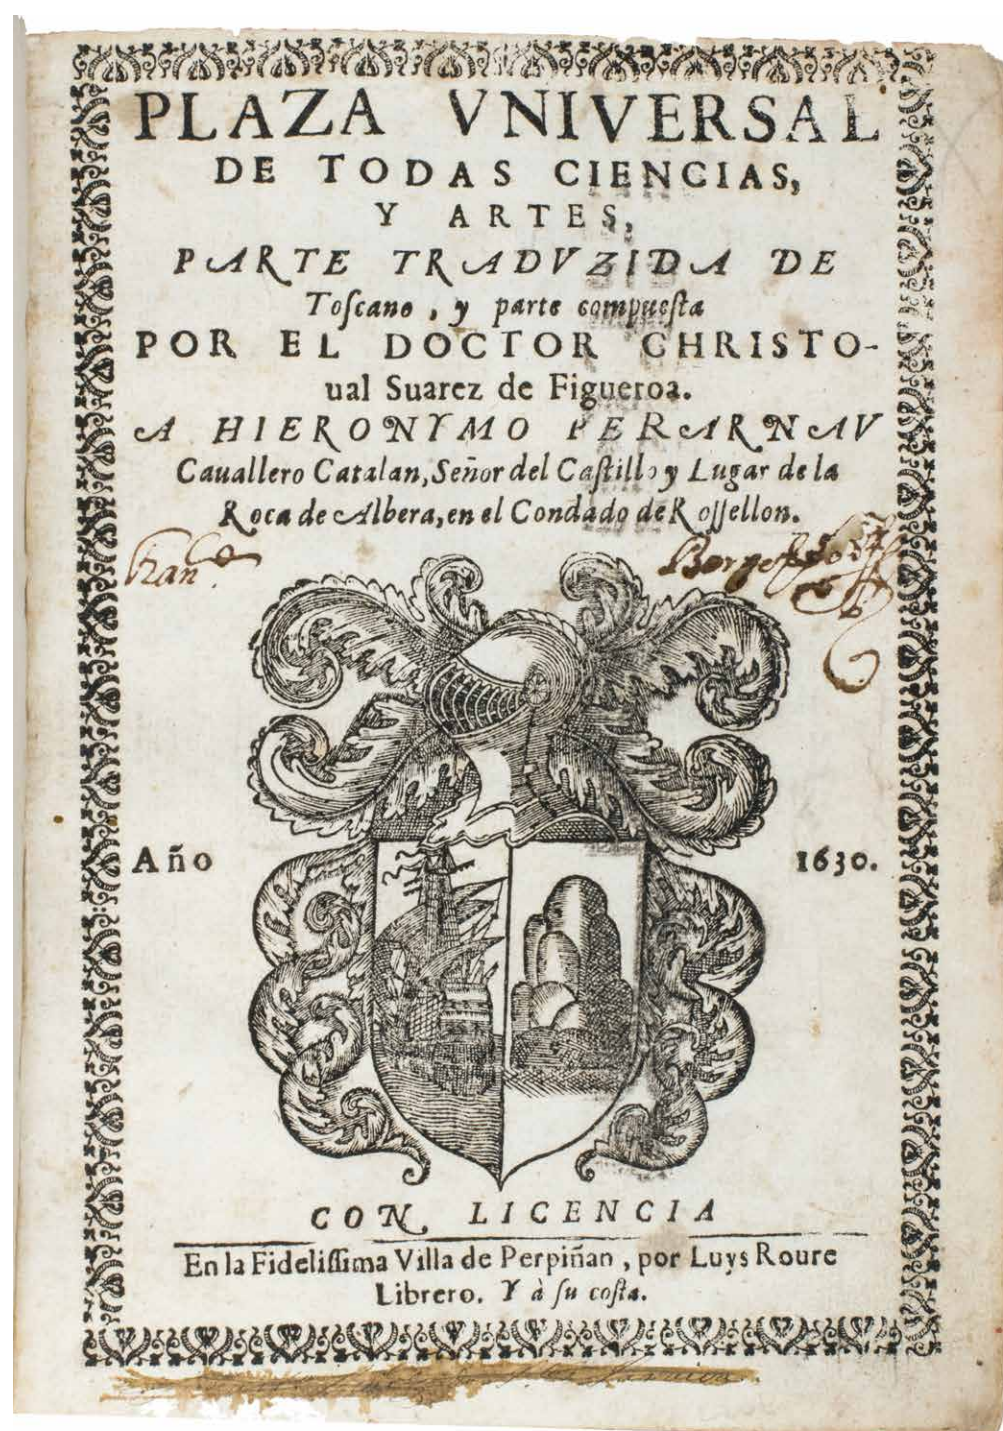 PLAZA VNIVERSAL
DE TODAS CIENCIAS,
Y ARTES,
PARTE TRADVZIDA DE
Toſcano, y parte compueſta
POR EL DOCTOR CHRISTO-
ual Suarez de Figueroa.
A HIERONYMO PERARNAV
Cauallero Catalan, Señor del Caſtillo y Lugar de la
Roca de Albera, en el Condado de Roſſellon.
Año 1630.
CON LICENCIA
En la Fideliſſima Villa de Perpiñan, por Luys Roure
Librero. Y à ſu coſta.